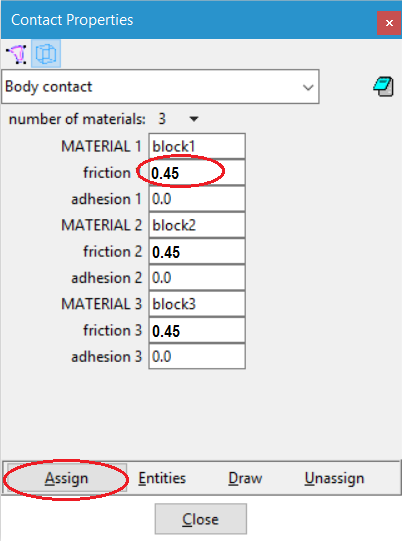 Contact Properties
Body contact
number of materials: 3
MATERIAL 1 block1
friction 0.45
adhesion 1 0.0
MATERIAL 2 block2
friction 2 0.45
adhesion 2 0.0
MATERIAL 3 block3
friction 3 0.45
adhesion 3 0.0
Assign Entities Draw Unassign
Close